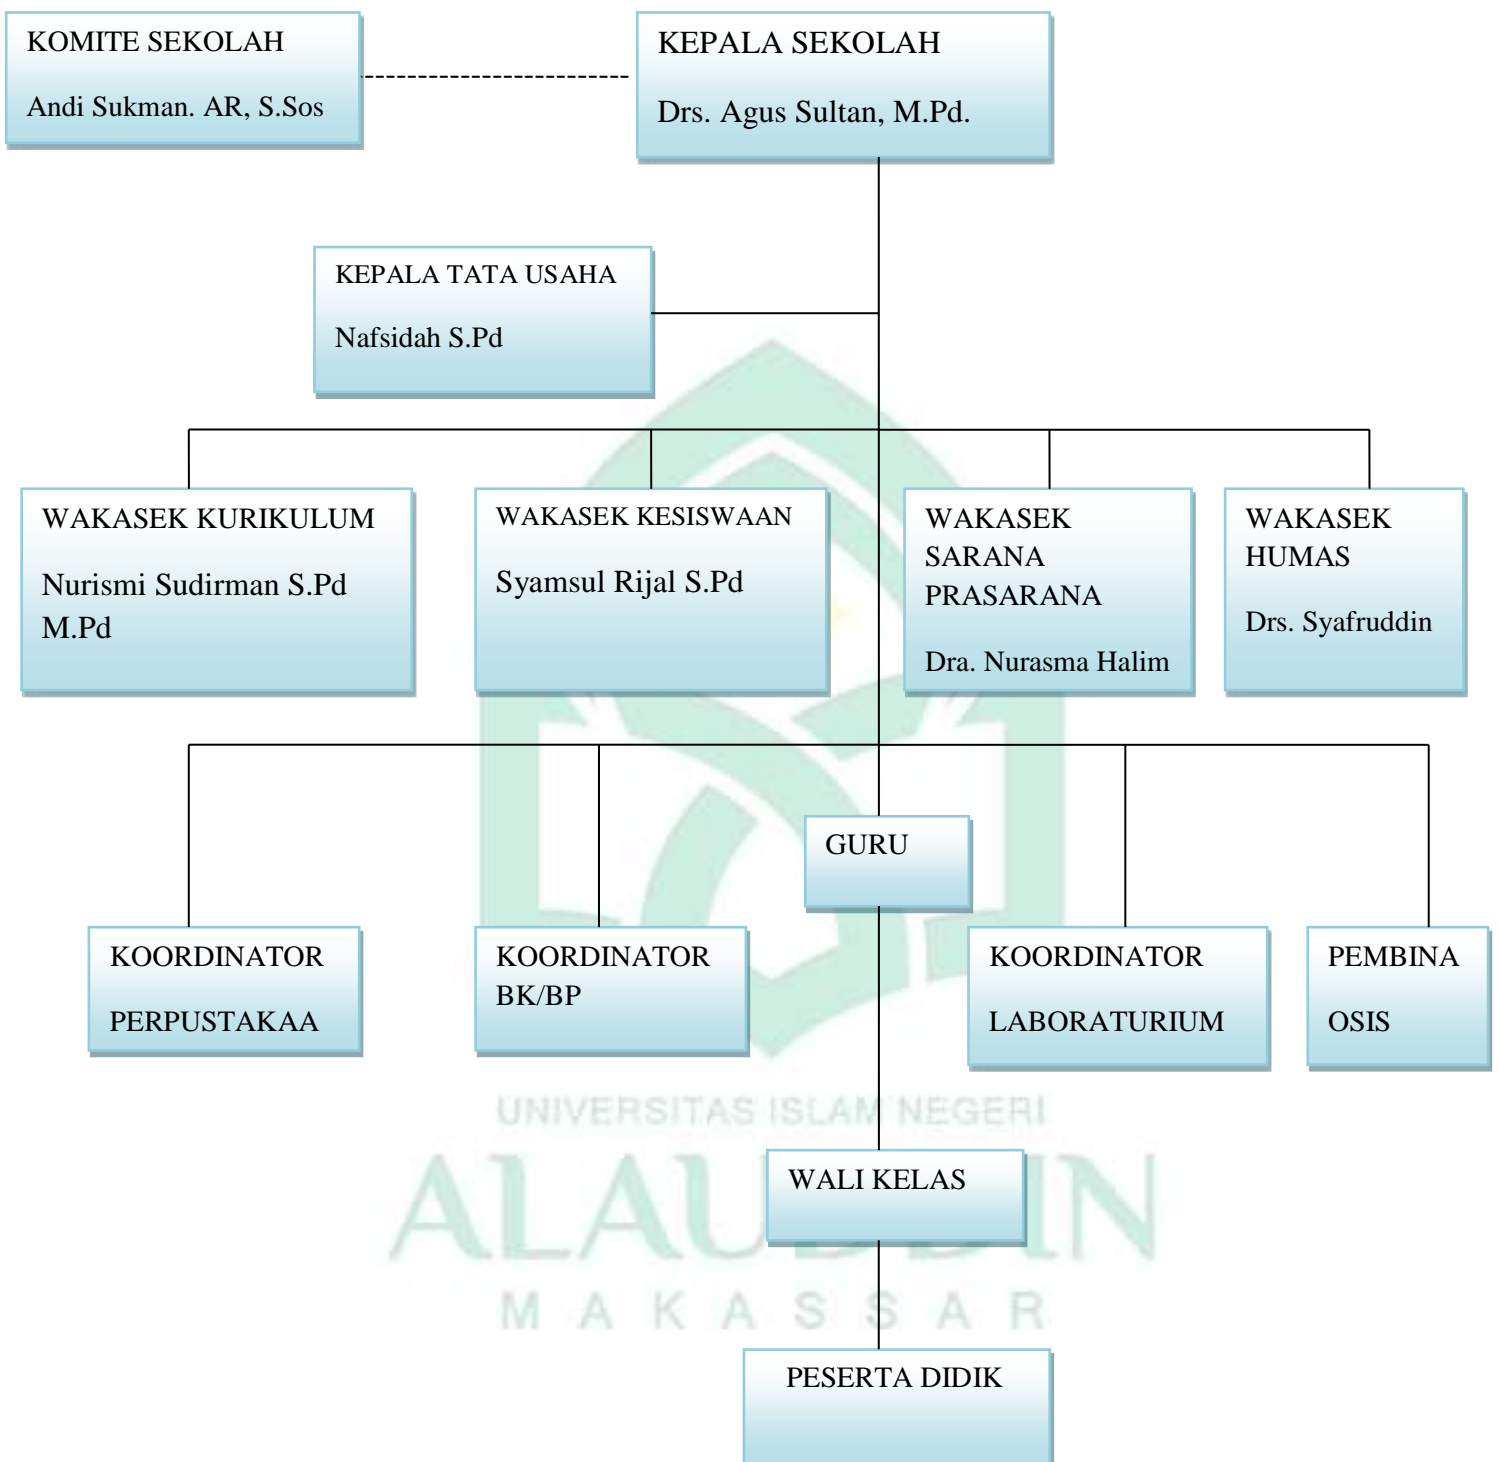 KOMITE SEKOLAH
Andi Sukman. AR, S.Sos
KEPALA SEKOLAH
Drs. Agus Sultan, M.Pd.
KEPALA TATA USAHA
Nafsidah S.Pd
WAKASEK KURIKULUM
Nurismi Sudirman S.Pd
M.Pd
WAKASEK KESISWAAN
Syamsul Rijal S.Pd
WAKASEK
SARANA
PRASARANA
Dra. Nurasma Halim
WAKASEK
HUMAS
Drs. Syafruddin
GURU
KOORDINATOR
PERPUSTAKAA
KOORDINATOR
BK/BP
KOORDINATOR
LABORATURIUM
PEMBINA
OSIS
UNIVERSITAS ISLAM NEGERI
WALI KELAS
ALAUDDIN
MAKASSAR
PESERTA DIDIK